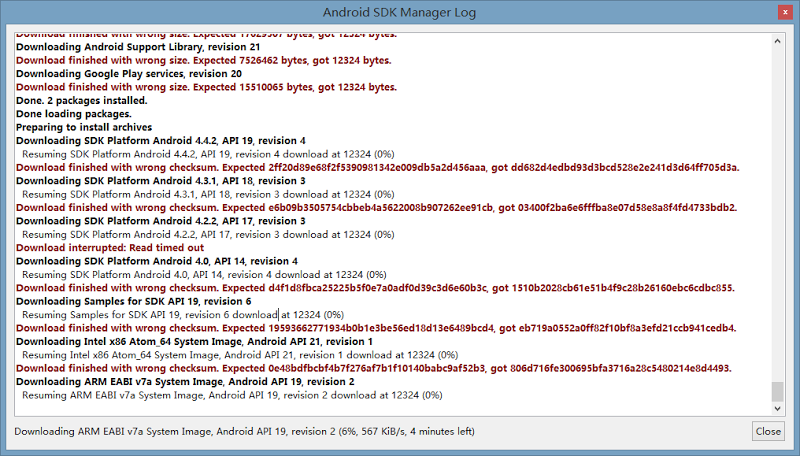 Android SDK Manager Log
Download finished with wrong size. Expected 17629507 bytes, got 12324 bytes.
Downloading Android Support Library, revision 21
Download finished with wrong size. Expected 7526462 bytes, got 12324 bytes.
Downloading Google Play services, revision 20
Download finished with wrong size. Expected 15510065 bytes, got 12324 bytes.
Done. 2 packages installed.
Done loading packages.
Preparing to install archives
Downloading SDK Platform Android 4.4.2, API 19, revision 4
Resuming SDK Platform Android 4.4.2, API 19, revision 4 download at 12324 (0%)
Download finished with wrong checksum. Expected 2ff20d89e68f2f5390981342e009db5a2d456aaa, got dd682d4edbd93d3bcd528e2e241d3d64ff705d3a.
Downloading SDK Platform Android 4.3.1, API 18, revision 3
Resuming SDK Platform Android 4.3.1, API 18, revision 3 download at 12324 (0%)
Download finished with wrong checksum. Expected e6b09b3505754cbbeb4a5622008b907262ee91cb, got 03400f2ba6e6fffba8e07d58e8a8f4fd4733bdb2.
Downloading SDK Platform Android 4.2.2, API 17, revision 3
Resuming SDK Platform Android 4.2.2, API 17, revision 3 download at 12324 (0%)
Download interrupted: Read timed out
Downloading SDK Platform Android 4.0, API 14, revision 4
Resuming SDK Platform Android 4.0, API 14, revision 4 download at 12324 (0%)
Download finished with wrong checksum. Expected d4f1d8fbca25225b5f0e7a0adf0d39c3d6e60b3c, got 1510b2028cb61e51b4f9c28b26160ebc6cdbc855.
Downloading Samples for SDK API 19, revision 6
Resuming Samples for SDK API 19, revision 6 download at 12324 (0%)
Download finished with wrong checksum. Expected 19593662771934b0b1e3be56ed18d13e6489bcd4, got eb719a0552a0ff82f10bf8a3efd21ccb941cedb4.
Downloading Intel x86 Atom_64 System Image, Android API 21, revision 1
Resuming Intel x86 Atom_64 System Image, Android API 21, revision 1 download at 12324 (0%)
Download finished with wrong checksum. Expected 0e48bdfbcbf4b7f276af7b1f10140babc9af52b3, got 806d716fe300695bfa3716a28c5480214e8d4493.
Downloading ARM EABI v7a System Image, Android API 19, revision 2
Resuming ARM EABI v7a System Image, Android API 19, revision 2 download at 12324 (0%)
Downloading ARM EABI v7a System Image, Android API 19, revision 2 (6%, 567 KiB/s, 4 minutes left)
Close